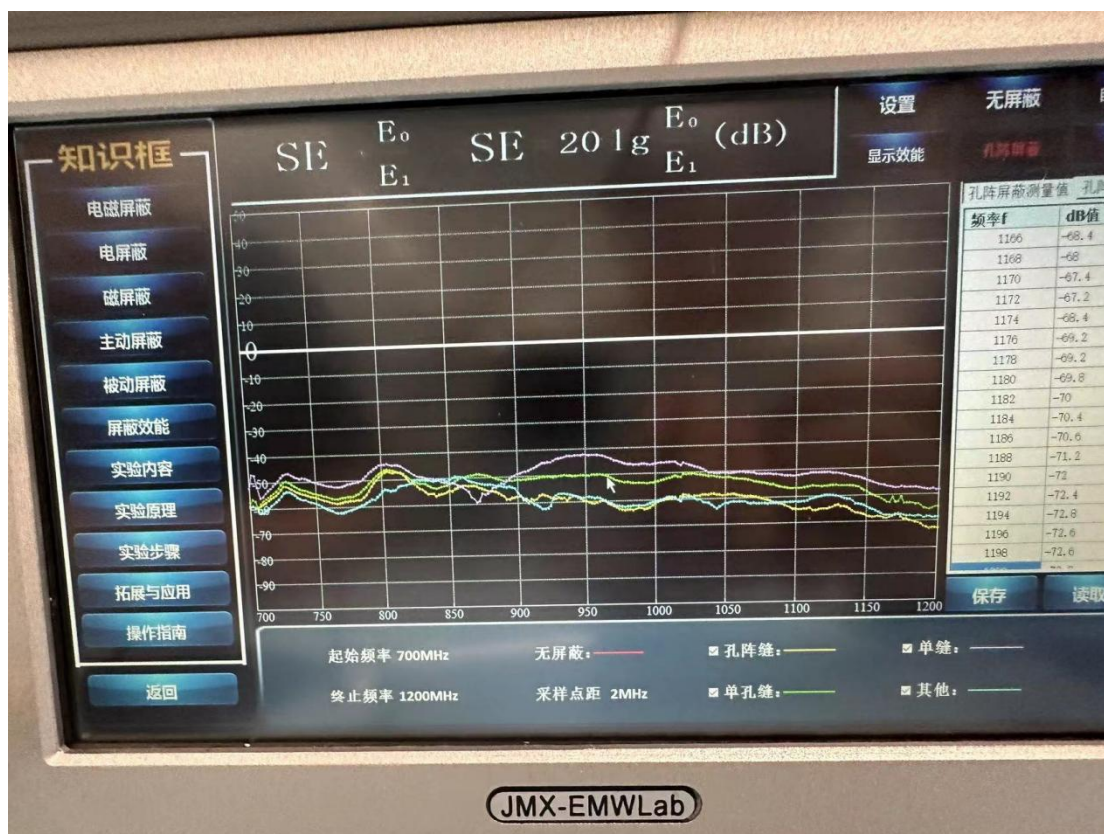 知识框
电磁屏蔽
电屏蔽
磁屏蔽
主动屏蔽
被动屏蔽
屏蔽效能
实验内容
实验原理
实验步骤
拓展与应用
操作指南
返回
SE E₀ E₁
SE 20lg E₀ E₁ (dB)
设置
无屏蔽
显示效能
孔阵屏蔽
40
30
20
10
0
-10
-20
-30
-40
-50
-60
-70
-80
-90
700 750 800 850 900 950 1000 1050 1100 1150 1200
孔阵屏蔽测量值
频率f dB值
1166 -68.4
1168 -68
1170 -67.4
1172 -67.2
1174 -68.4
1176 -69.2
1178 -69.2
1180 -69.8
1182 -70
1184 -70.4
1186 -70.6
1188 -71.2
1190 -72
1192 -72.4
1194 -72.8
1196 -72.6
1198 -72.6
保存
读取
起始频率 700MHz 无屏蔽: 孔阵缝: 单缝:
终止频率 1200MHz 采样点距 2MHz 单孔缝: 其他:
JMX-EMWLab